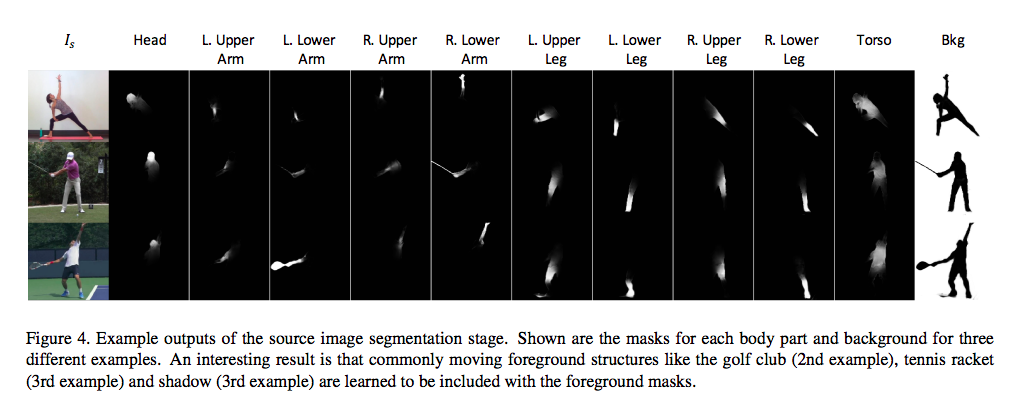 Is Head L. Upper Arm L. Lower Arm R. Upper Arm R. Lower Arm L. Upper Leg L. Lower Leg R. Upper Leg R. Lower Leg Torso Bkg
Figure 4. Example outputs of the source image segmentation stage. Shown are the masks for each body part and background for three
different examples. An interesting result is that commonly moving foreground structures like the golf club (2nd example), tennis racket
(3rd example) and shadow (3rd example) are learned to be included with the foreground masks.